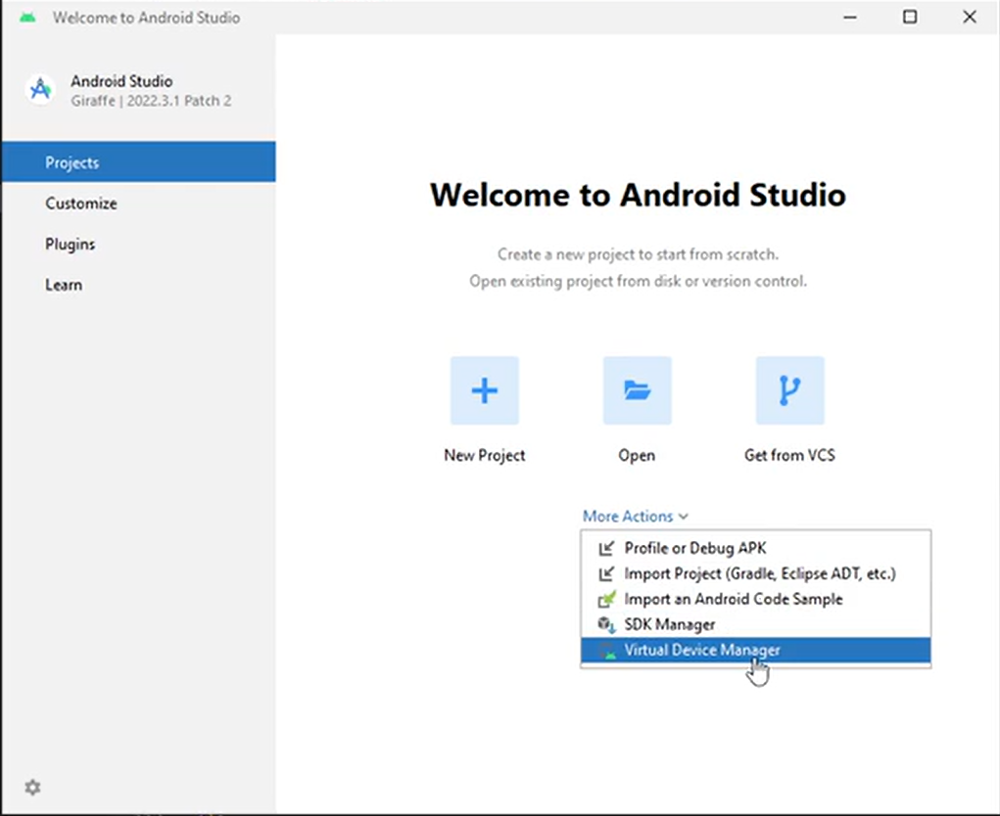 Welcome to Android Studio
Android Studio
Giraffe | 2022.3.1 Patch 2
Projects
Customize
Plugins
Learn
Welcome to Android Studio
Create a new project to start from scratch.
Open existing project from disk or version control.
New Project
Open
Get from VCS
More Actions
Profile or Debug APK
Import Project (Gradle, Eclipse ADT, etc.)
Import an Android Code Sample
SDK Manager
Virtual Device Manager